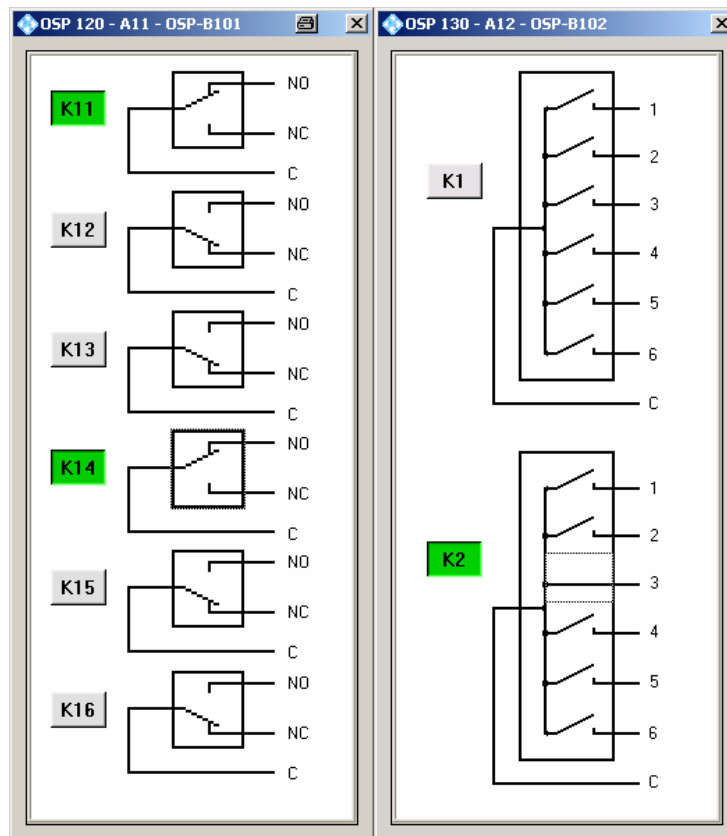 OSP 120 - A11 - OSP-B101
K11
NO
NC
C
K12
NO
NC
C
K13
NO
NC
C
K14
NO
NC
C
K15
NO
NC
C
K16
NO
NC
C
OSP 130 - A12 - OSP-B102
K1
1
2
3
4
5
6
C
K2
1
2
3
4
5
6
C